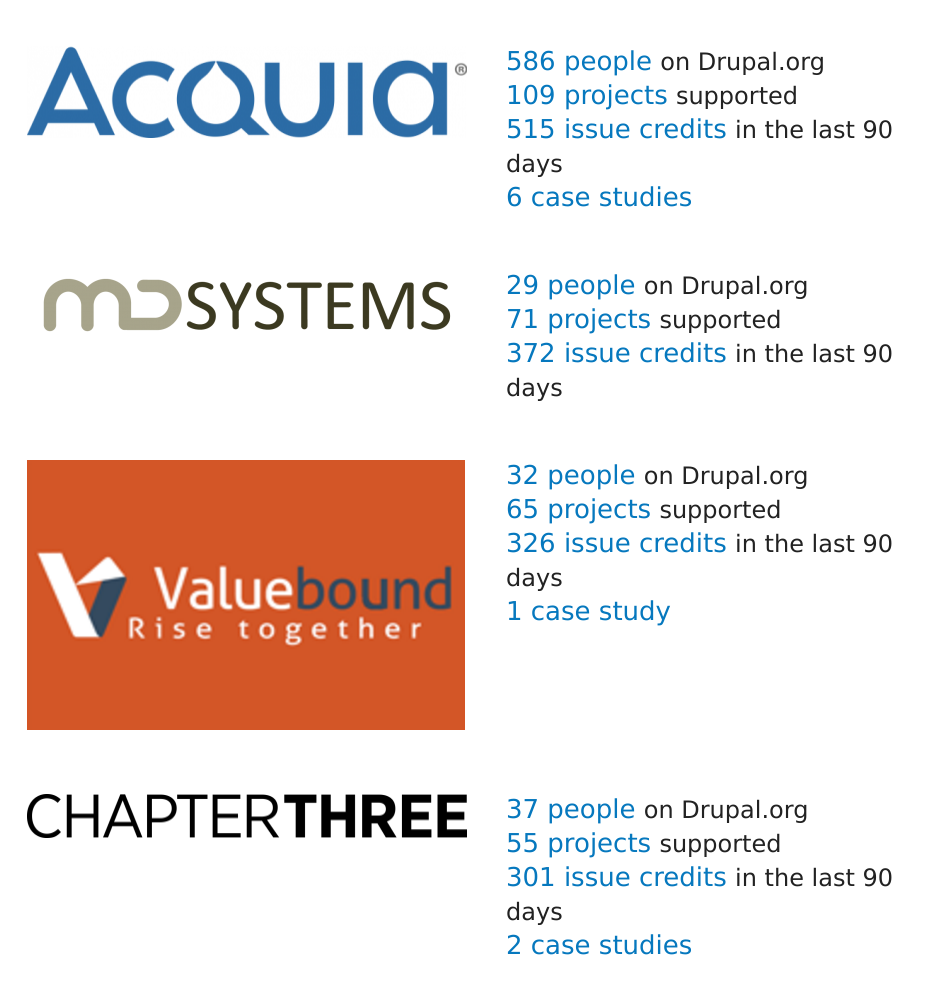 ACQUIA®
586 people on Drupal.org
109 projects supported
515 issue credits in the last 90
days
6 case studies
MDSYSTEMS
29 people on Drupal.org
71 projects supported
372 issue credits in the last 90
days
Valuebound
Rise together
32 people on Drupal.org
65 projects supported
326 issue credits in the last 90
days
1 case study
CHAPTERTHREE
37 people on Drupal.org
55 projects supported
301 issue credits in the last 90
days
2 case studies